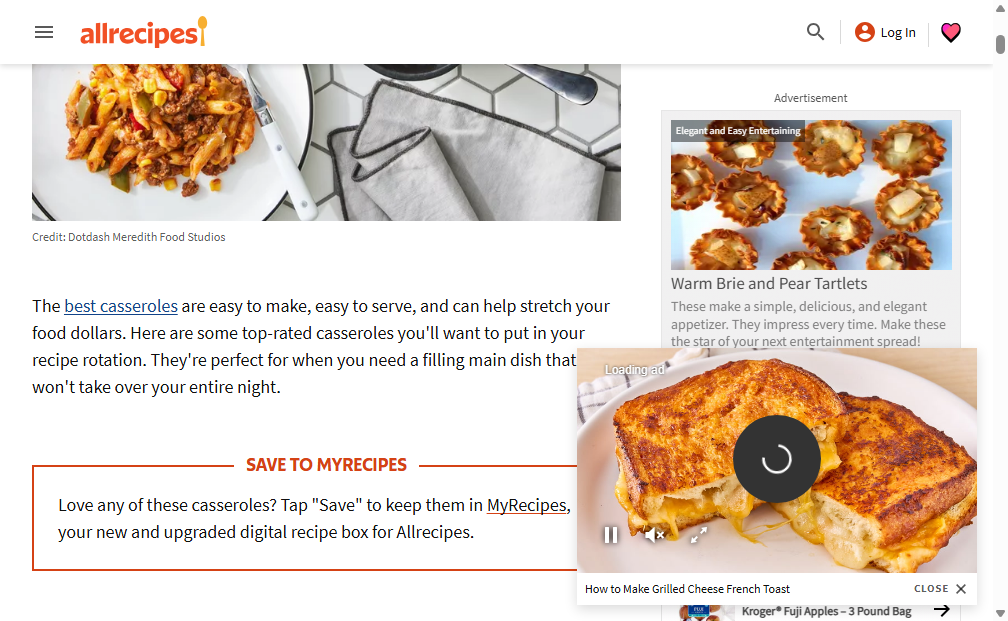 allrecipes
Log In
Advertisement
Elegant and Easy Entertaining
Warm Brie and Pear Tartlets
These make a simple, delicious, and elegant
appetizer. They impress every time. Make these
the star of your next entertainment spread!
Credit: Dotdash Meredith Food Studios
The best casseroles are easy to make, easy to serve, and can help stretch your
food dollars. Here are some top-rated casseroles you'll want to put in your
recipe rotation. They're perfect for when you need a filling main dish that
won't take over your entire night.
SAVE TO MYRECIPES
Love any of these casseroles? Tap "Save" to keep them in MyRecipes,
your new and upgraded digital recipe box for Allrecipes.
Loading ad
How to Make Grilled Cheese French Toast
CLOSE
Kroger® Fuji Apples – 3 Pound Bag